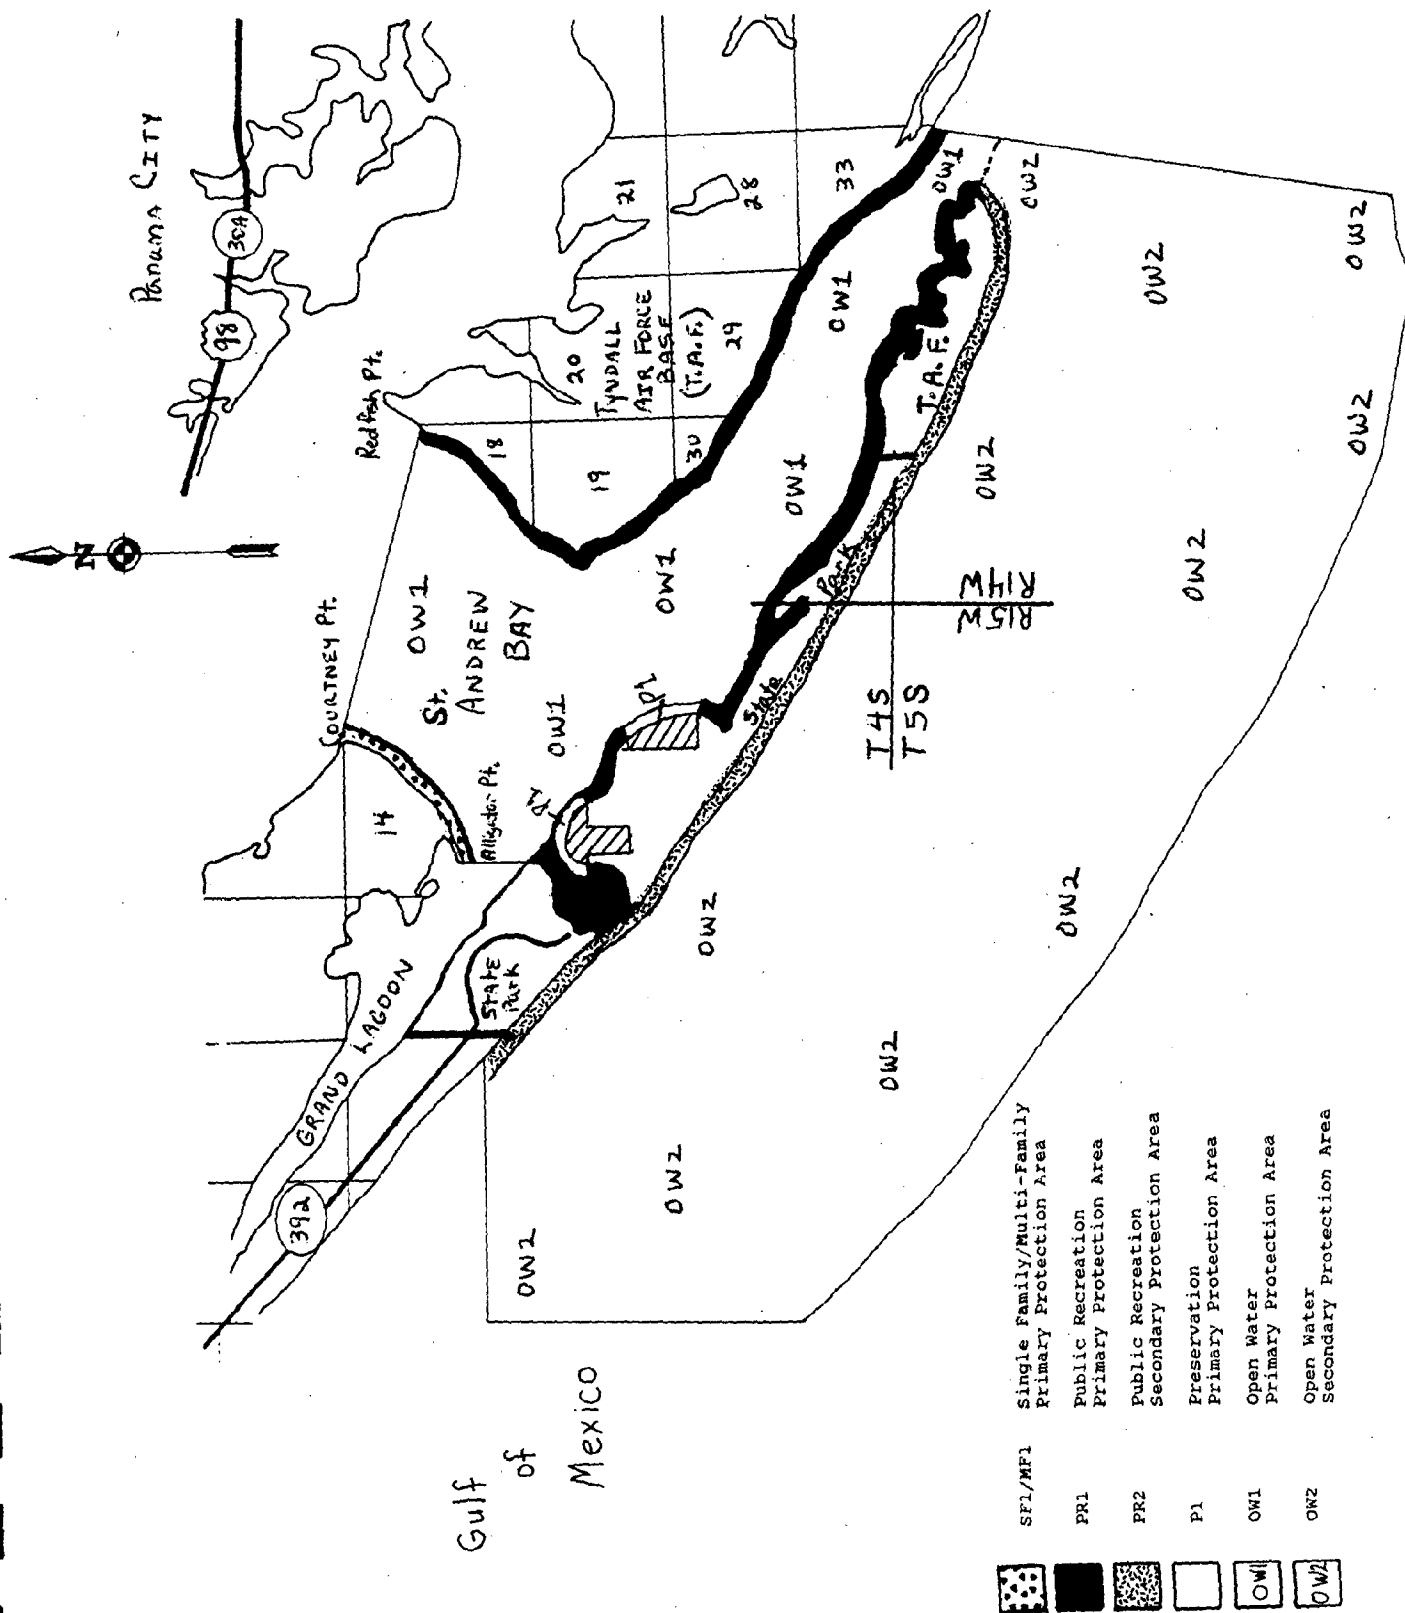 PANAMA CITY
98
30A
Redfish Pt.
N
COURTNEY Pt.
GRAND LAGOON
392
14
Alligator Pt.
St.
ANDREW
BAY
OW1
OW1
OW1
OW1
OW1
OW1
18
19
20
21
28
29
30
33
TYNDALL
AIR FORCE
BASE
(T.A.F.)
T.A.F.
STATE
Park
State
Park
P1
T4S
T5S
R14W
R15W
OW2
OW2
OW2
OW2
OW2
OW2
OW2
OW2
OW2
OW2
OW2
Gulf
of
Mexico
SF1/MF1 Single Family/Multi-Family
Primary Protection Area
PR1 Public Recreation
Primary Protection Area
PR2 Public Recreation
Secondary Protection Area
P1 Preservation
Primary Protection Area
OW1 OW1 Open Water
Primary Protection Area
OW2 OW2 Open Water
Secondary Protection Area